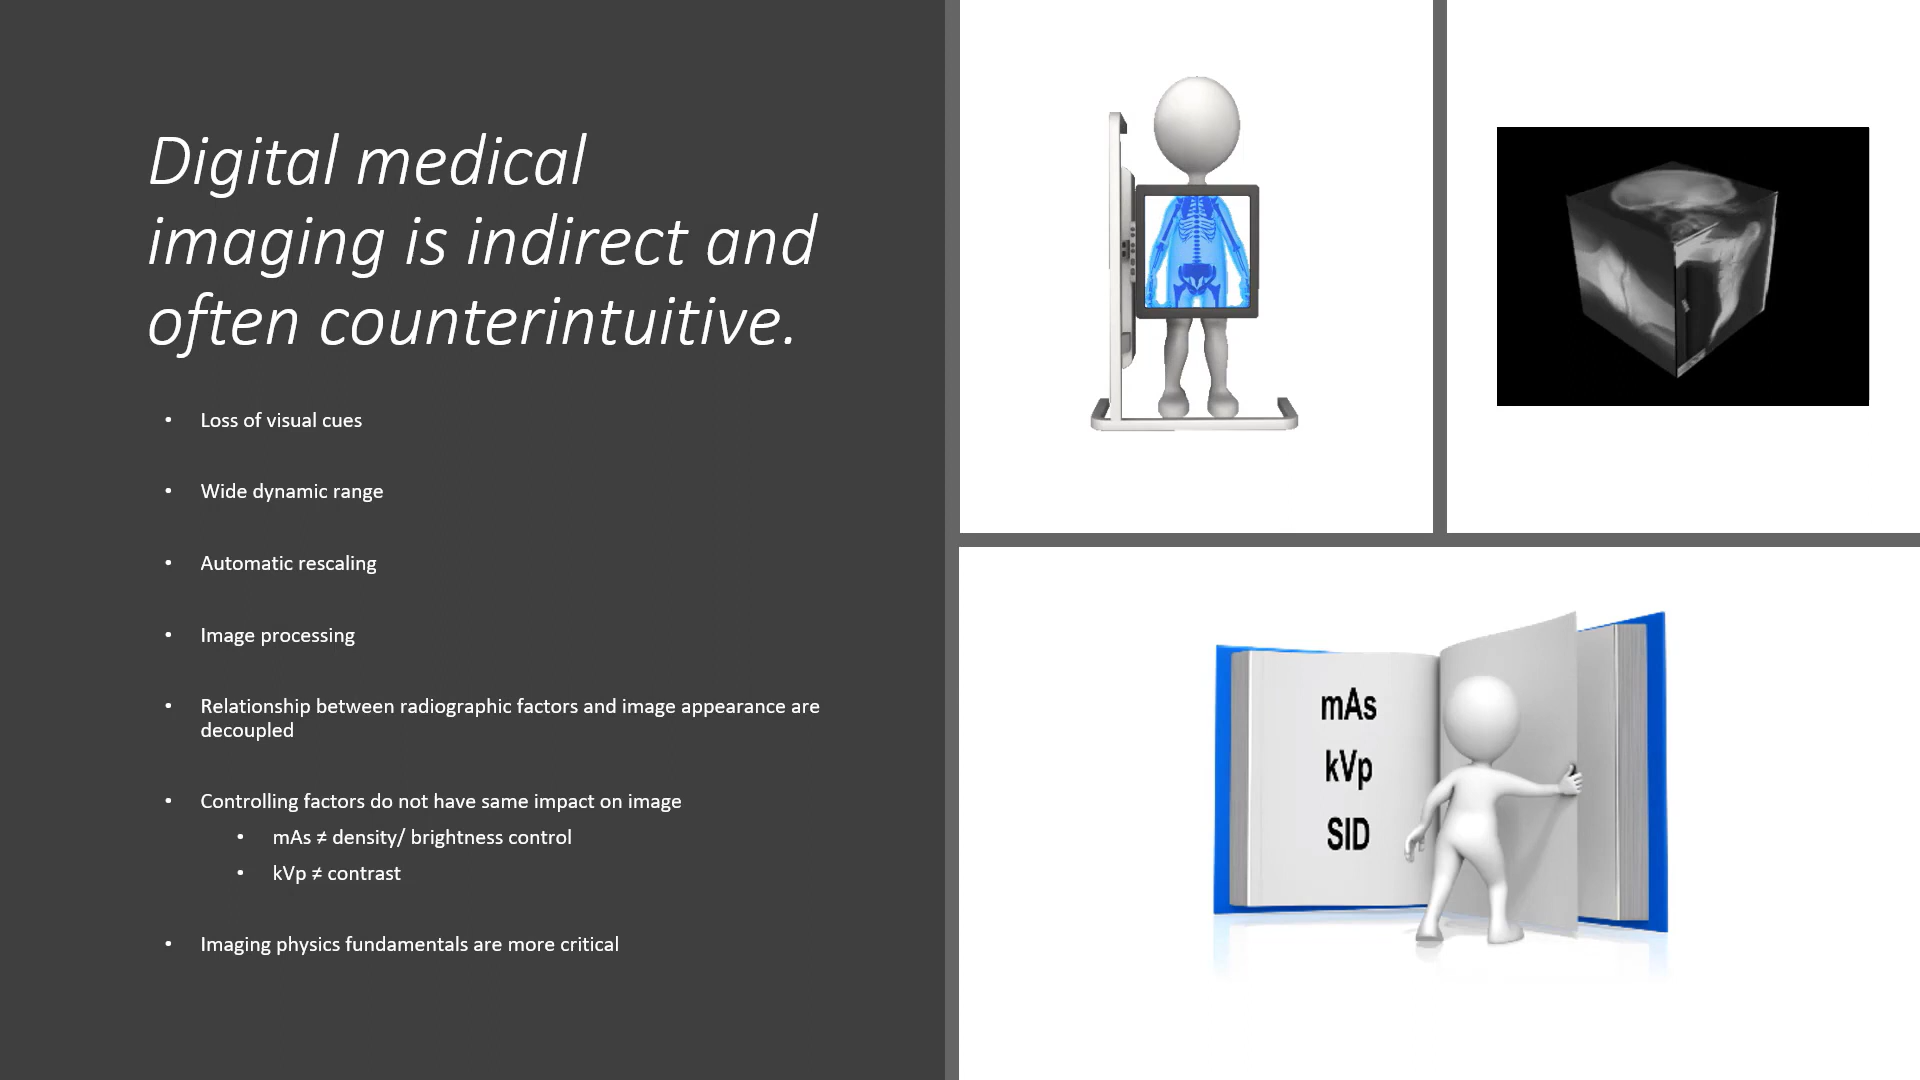 Digital medical
imaging is indirect and
often counterintuitive.
• Loss of visual cues
• Wide dynamic range
• Automatic rescaling
• Image processing
• Relationship between radiographic factors and image appearance are
decoupled
• Controlling factors do not have same impact on image
• mAs ≠ density/ brightness control
• kVp ≠ contrast
• Imaging physics fundamentals are more critical
mAs
kVp
SID